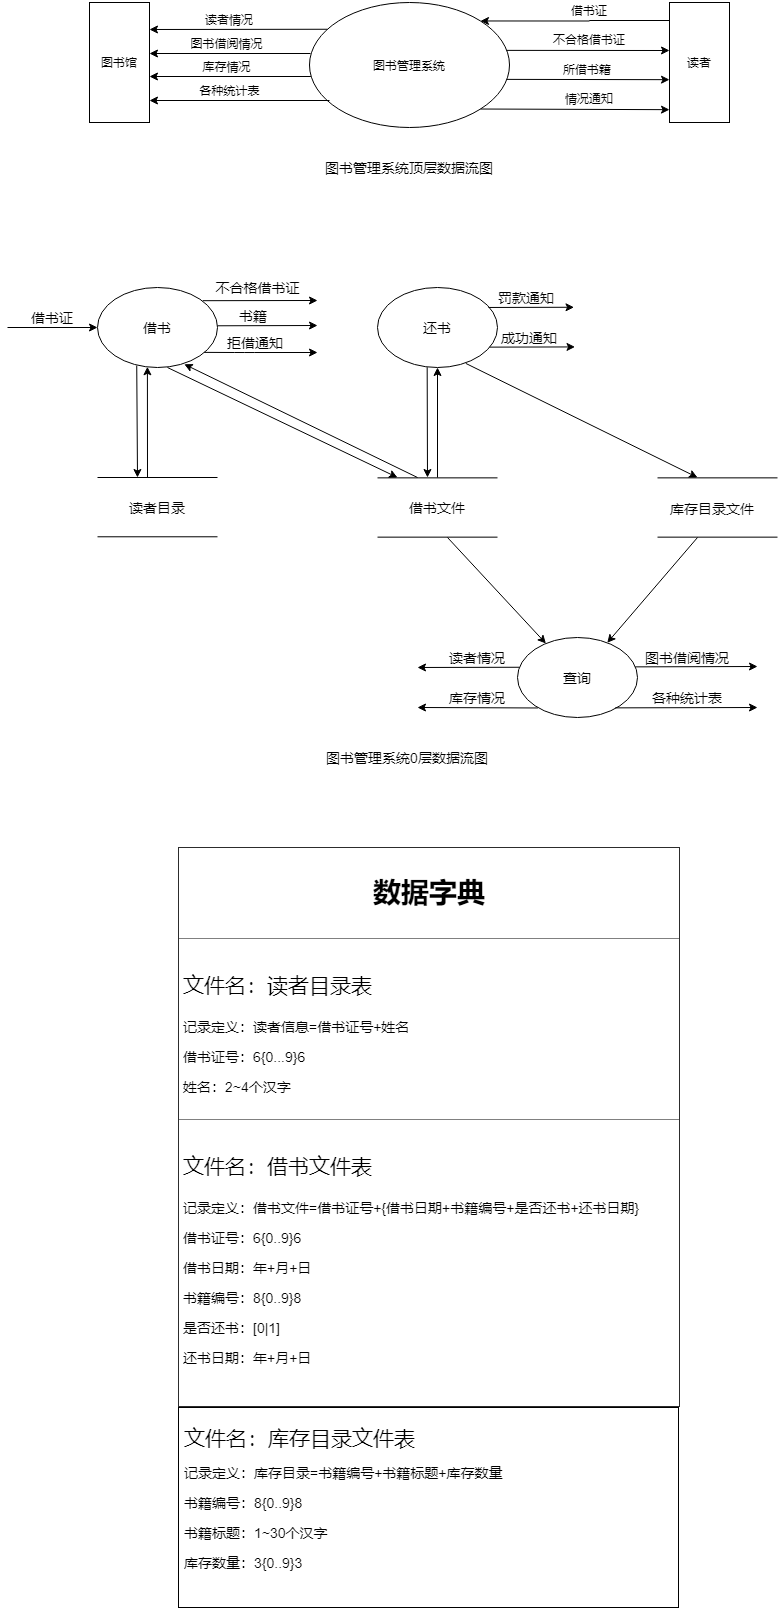 读者情况
图书借阅情况
库存情况
各种统计表
图书馆
图书管理系统
借书证
不合格借书证
所借书籍
情况通知
读者
图书管理系统顶层数据流图
借书证
借书
不合格借书证
书籍
拒借通知
还书
罚款通知
成功通知
读者目录
借书文件
库存目录文件
读者情况
库存情况
查询
图书借阅情况
各种统计表
图书管理系统0层数据流图
数据字典
文件名：读者目录表
记录定义：读者信息=借书证号+姓名
借书证号：6{0...9}6
姓名：2~4个汉字
文件名：借书文件表
记录定义：借书文件=借书证号+{借书日期+书籍编号+是否还书+还书日期}
借书证号：6{0..9}6
借书日期：年+月+日
书籍编号：8{0..9}8
是否还书：[0|1]
还书日期：年+月+日
文件名：库存目录文件表
记录定义：库存目录=书籍编号+书籍标题+库存数量
书籍编号：8{0..9}8
书籍标题：1~30个汉字
库存数量：3{0..9}3